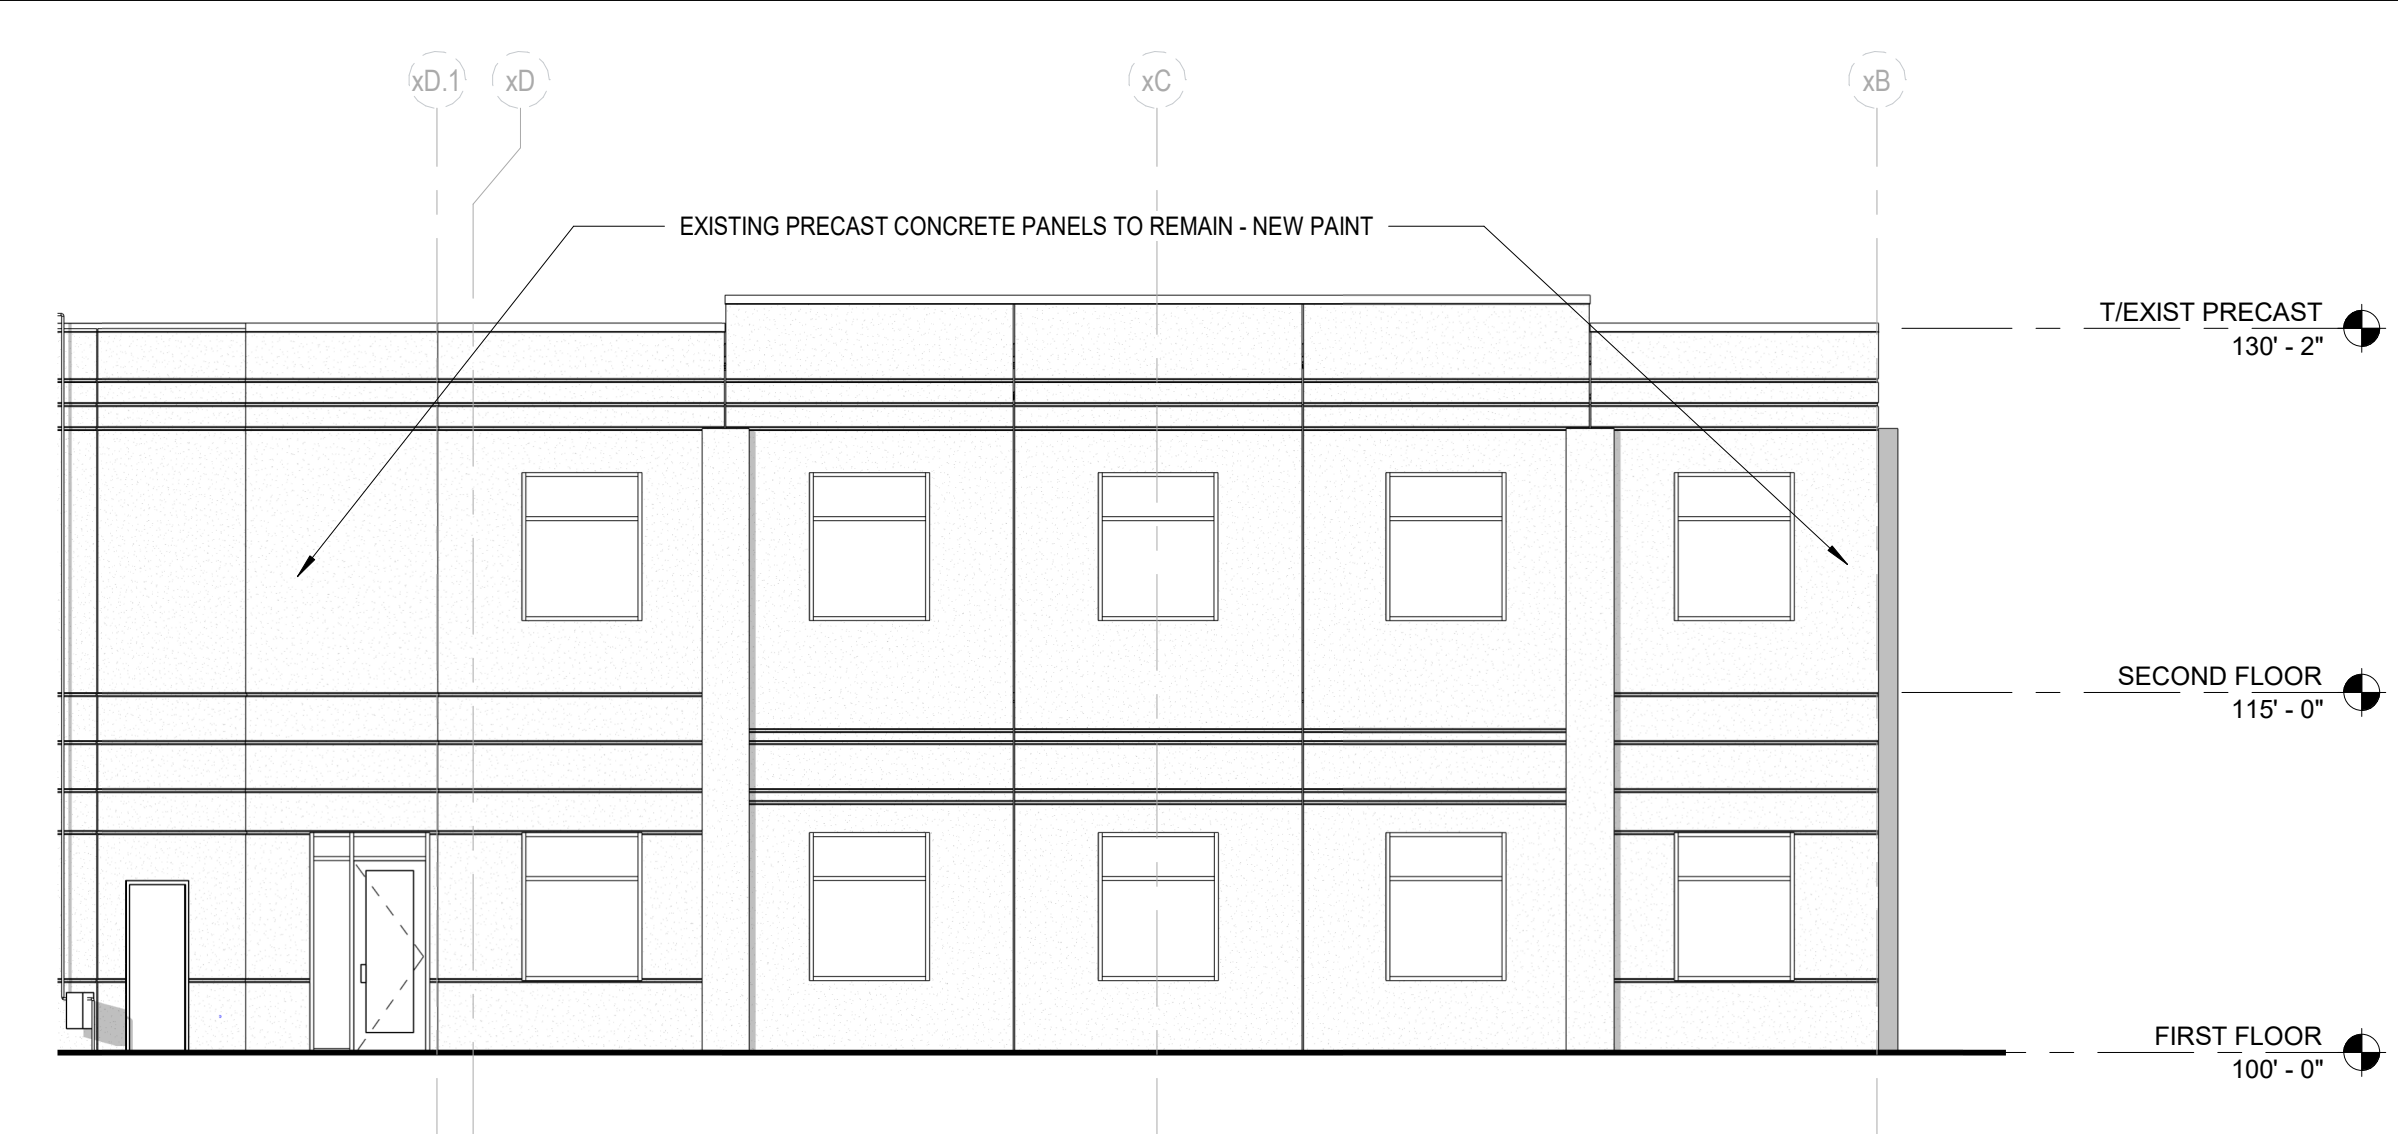 xD.1
xD
xC
xB
EXISTING PRECAST CONCRETE PANELS TO REMAIN - NEW PAINT
T/EXIST PRECAST
130' - 2"
SECOND FLOOR
115' - 0"
FIRST FLOOR
100' - 0"